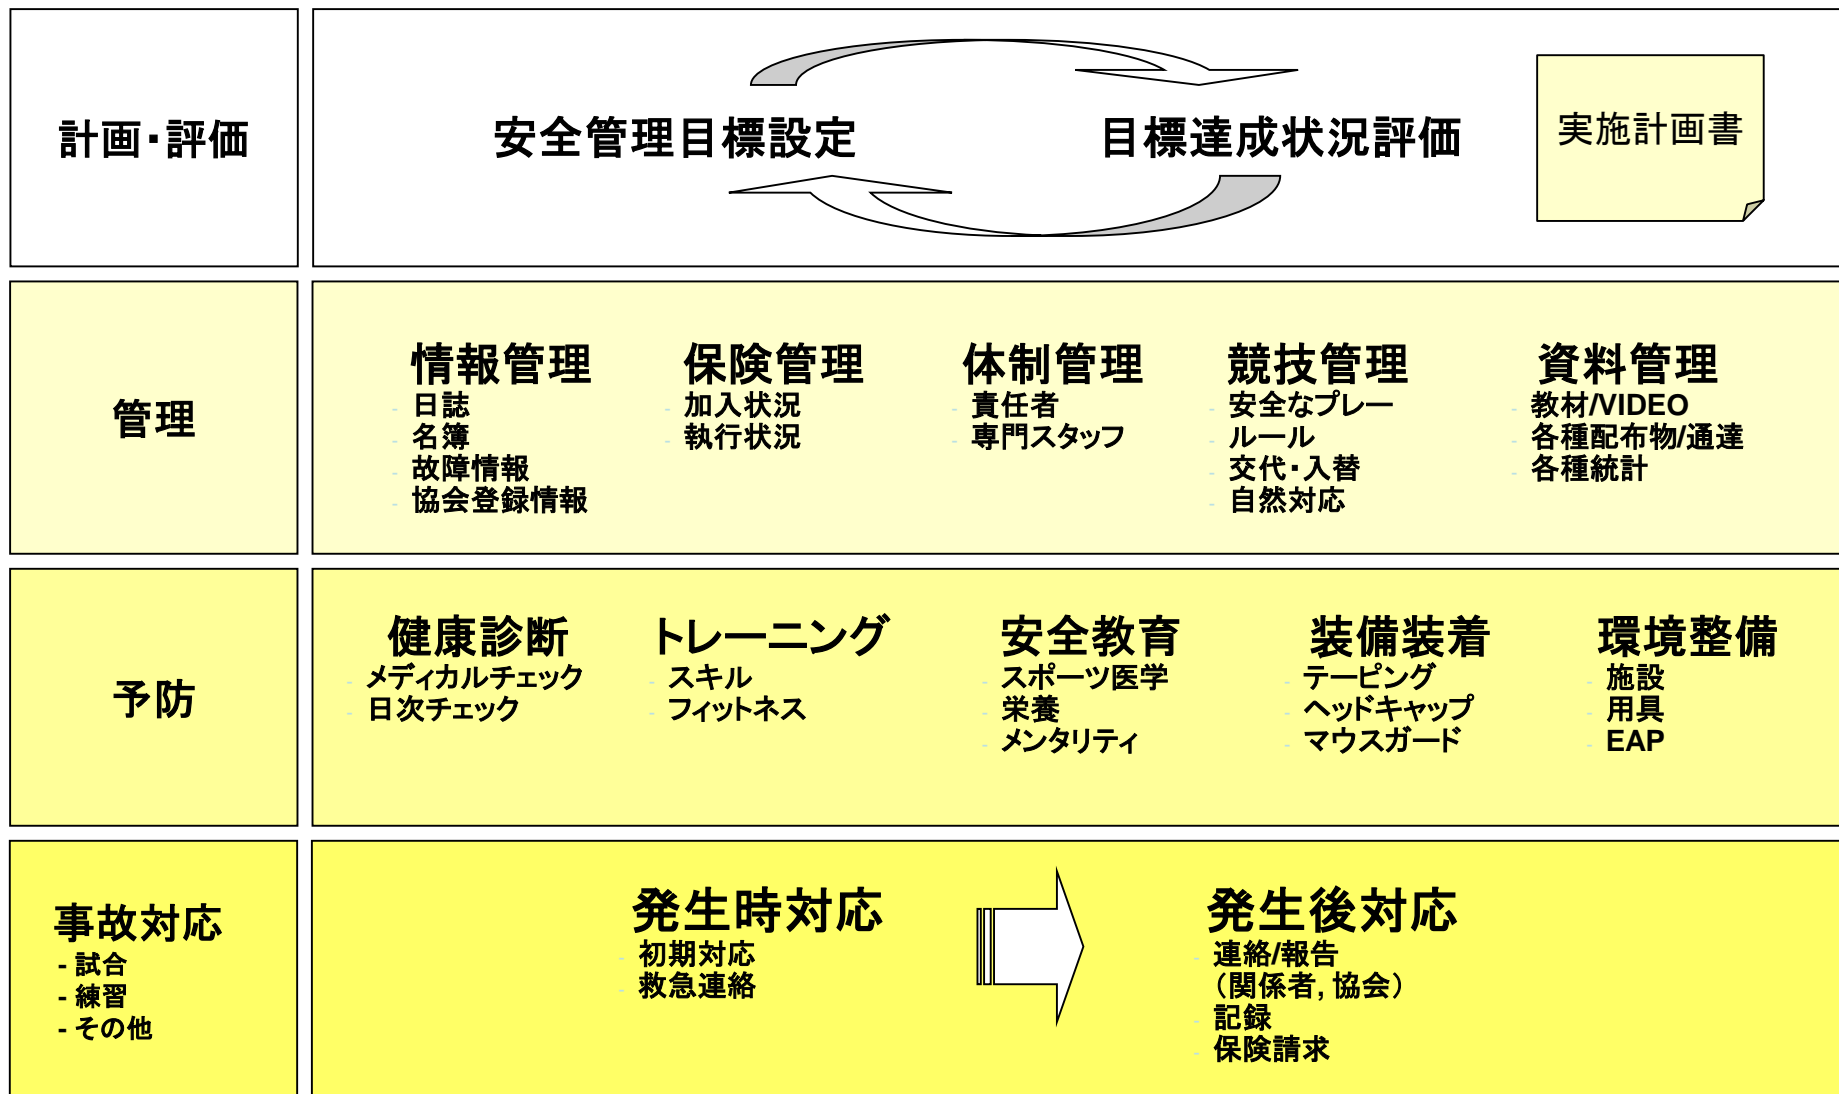 計画・評価
安全管理目標設定
目標達成状況評価
実施計画書
管理
情報管理
- 日誌
- 名簿
- 故障情報
- 協会登録情報
保険管理
- 加入状況
- 執行状況
体制管理
- 責任者
- 専門スタッフ
競技管理
- 安全なプレー
- ルール
- 交代・入替
- 自然対応
資料管理
- 教材/VIDEO
- 各種配布物/通達
- 各種統計
予防
健康診断
- メディカルチェック
- 日次チェック
トレーニング
- スキル
- フィットネス
安全教育
- スポーツ医学
- 栄養
- メンタリティ
装備装着
- テーピング
- ヘッドキャップ
- マウスガード
環境整備
- 施設
- 用具
- EAP
事故対応
- 試合
- 練習
- その他
発生時対応
- 初期対応
- 救急連絡
発生後対応
- 連絡/報告
（関係者, 協会）
- 記録
- 保険請求